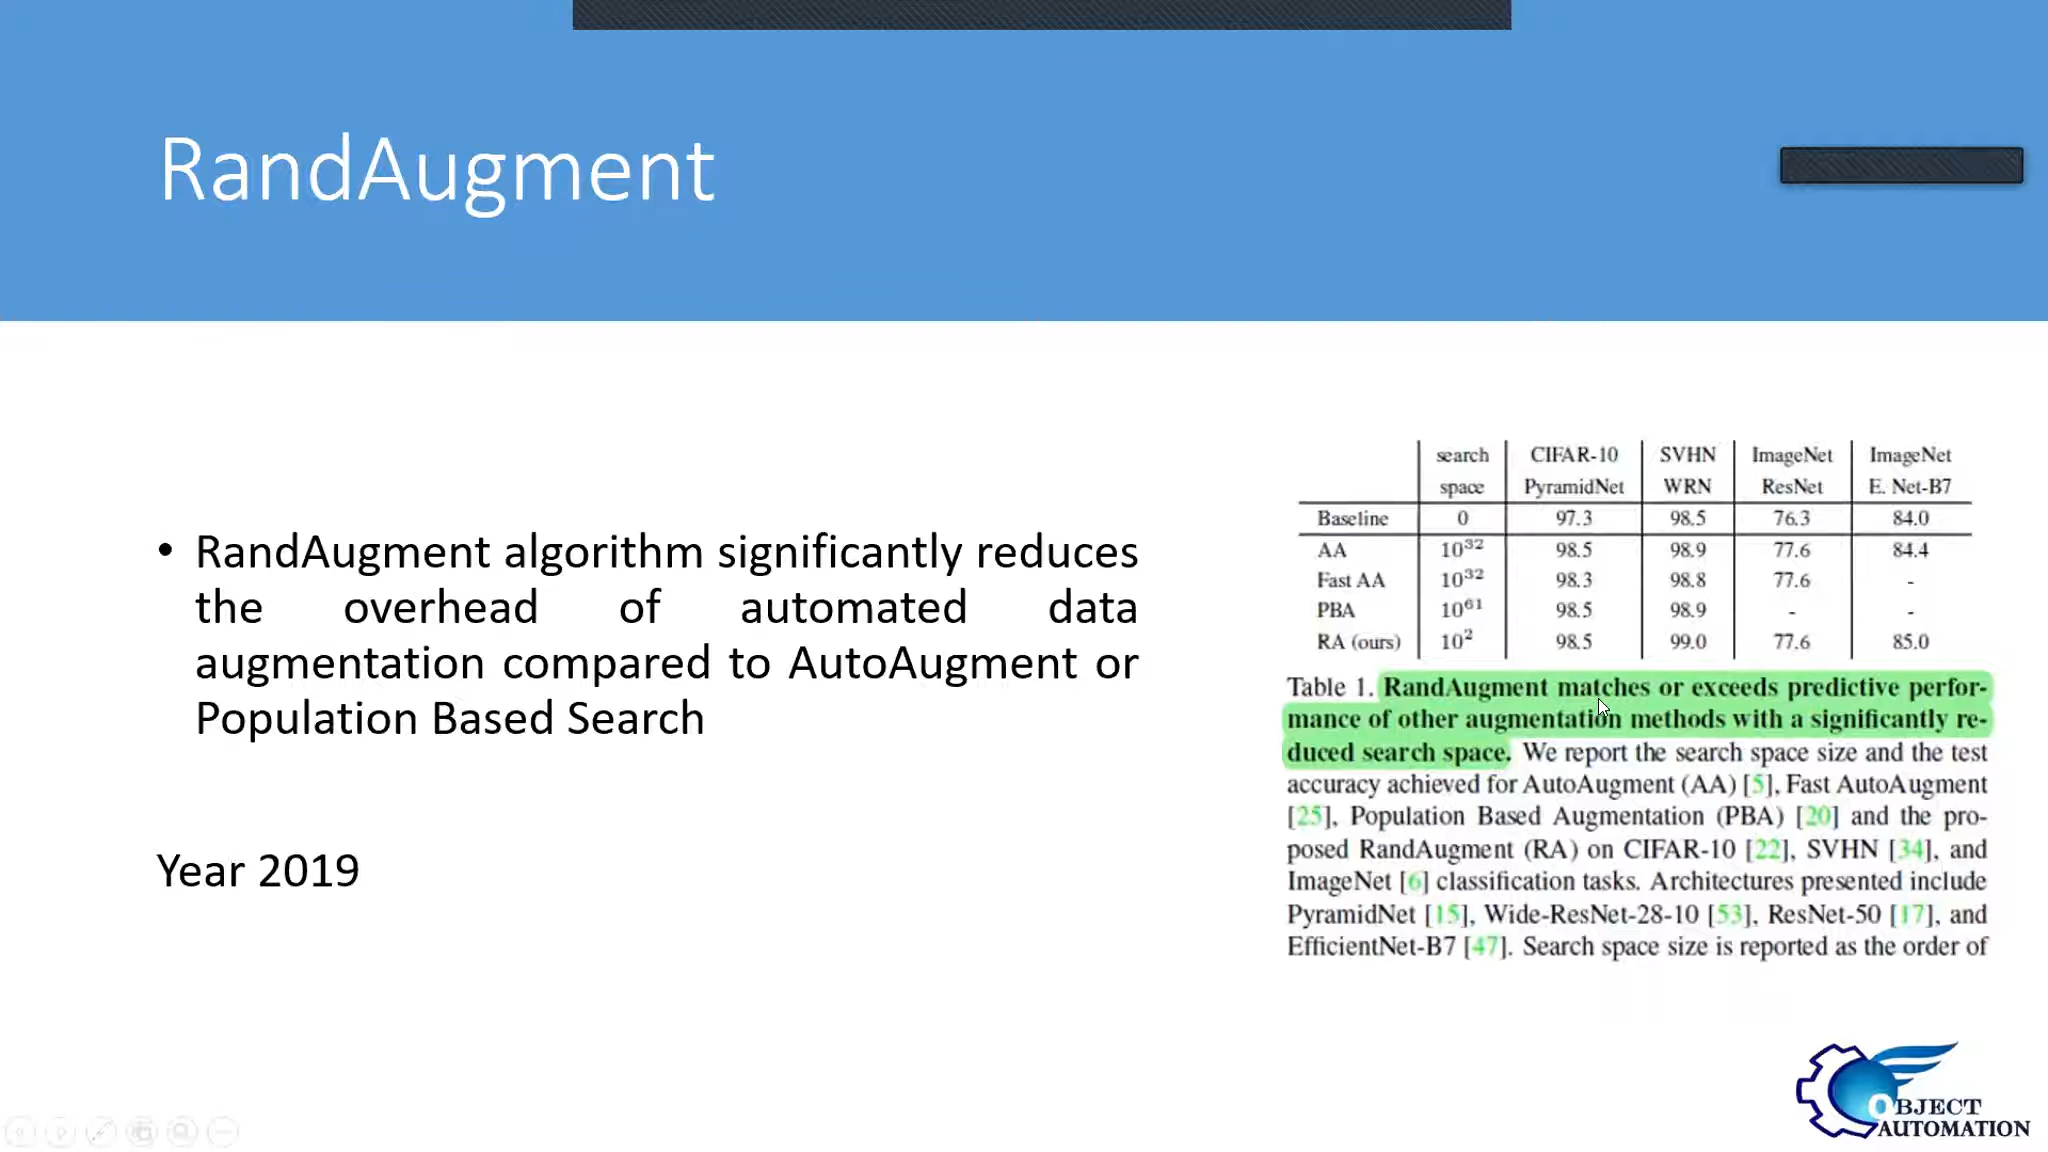 RandAugment
• RandAugment algorithm significantly reduces
the overhead of automated data
augmentation compared to AutoAugment or
Population Based Search
Year 2019
search CIFAR-10 SVHN ImageNet ImageNet
space PyramidNet WRN ResNet E. Net-B7
Baseline 0 97.3 98.5 76.3 84.0
AA 10³² 98.5 98.9 77.6 84.4
Fast AA 10³² 98.3 98.8 77.6 -
PBA 10⁶¹ 98.5 98.9 - -
RA (ours) 10² 98.5 99.0 77.6 85.0
Table 1. RandAugment matches or exceeds predictive perfor-
mance of other augmentation methods with a significantly re-
duced search space. We report the search space size and the test
accuracy achieved for AutoAugment (AA) [5], Fast AutoAugment
[25], Population Based Augmentation (PBA) [20] and the pro-
posed RandAugment (RA) on CIFAR-10 [22], SVHN [34], and
ImageNet [6] classification tasks. Architectures presented include
PyramidNet [15], Wide-ResNet-28-10 [53], ResNet-50 [17], and
EfficientNet-B7 [47]. Search space size is reported as the order of
OBJECT
AUTOMATION